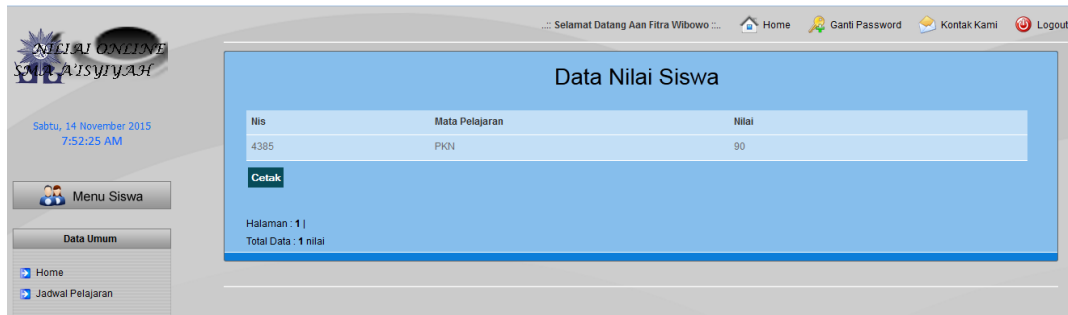 ..:: Selamat Datang Aan Fitra Wibowo ::.. Home Ganti Password Kontak Kami Logout
NILIAI ONLINE
SMA A'ISYIYAH
Sabtu, 14 November 2015
7:52:25 AM
Menu Siswa
Data Umum
Home
Jadwal Pelajaran
Data Nilai Siswa
Nis Mata Pelajaran Nilai
4385 PKN 90
Cetak
Halaman : 1 |
Total Data : 1 nilai